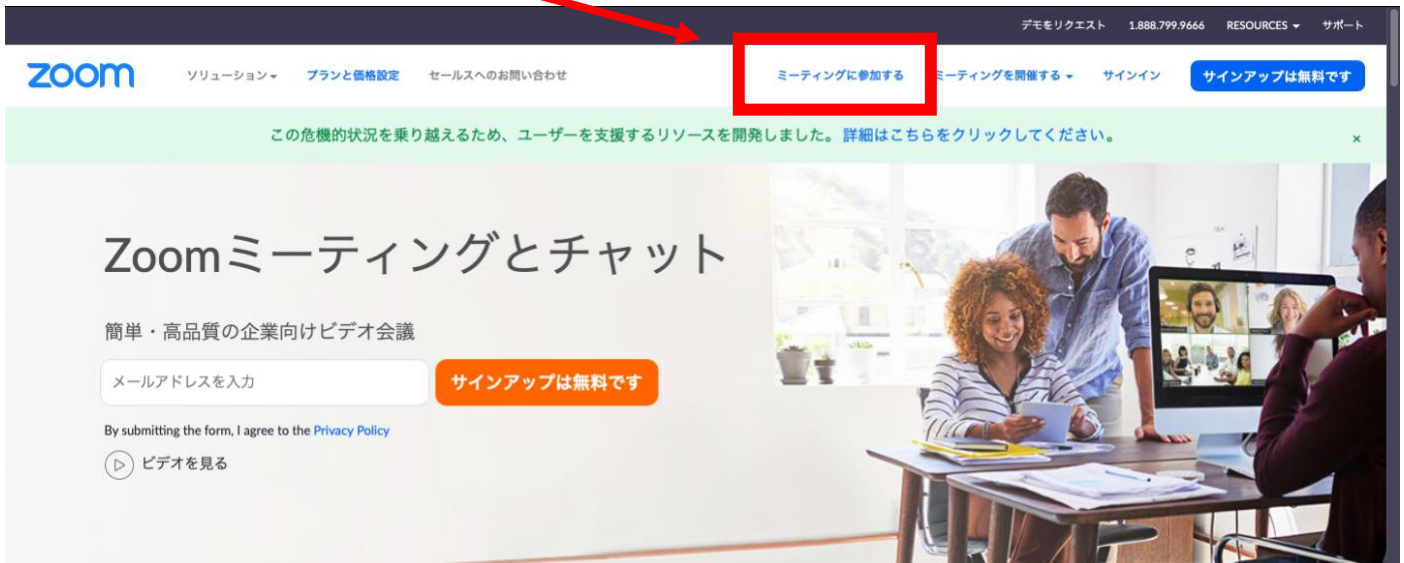 デモをリクエスト 1.888.799.9666 RESOURCES サポート
zoom ソリューション プランと価格設定 セールスへのお問い合わせ ミーティングに参加する ミーティングを開催する サインイン サインアップは無料です
この危機的状況を乗り越えるため、ユーザーを支援するリソースを開発しました。詳細はこちらをクリックしてください。 ×
Zoomミーティングとチャット
簡単・高品質の企業向けビデオ会議
メールアドレスを入力 サインアップは無料です
By submitting the form, I agree to the Privacy Policy
ビデオを見る